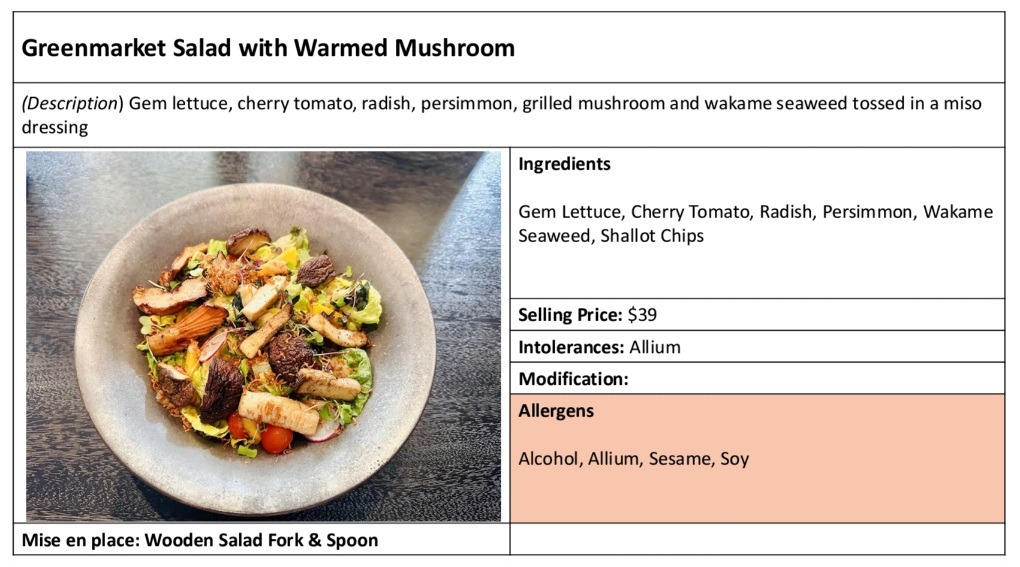 Greenmarket Salad with Warmed Mushroom
(Description) Gem lettuce, cherry tomato, radish, persimmon, grilled mushroom and wakame seaweed tossed in a miso
dressing
Ingredients
Gem Lettuce, Cherry Tomato, Radish, Persimmon, Wakame
Seaweed, Shallot Chips
Selling Price: $39
Intolerances: Allium
Modification:
Allergens
Alcohol, Allium, Sesame, Soy
Mise en place: Wooden Salad Fork & Spoon